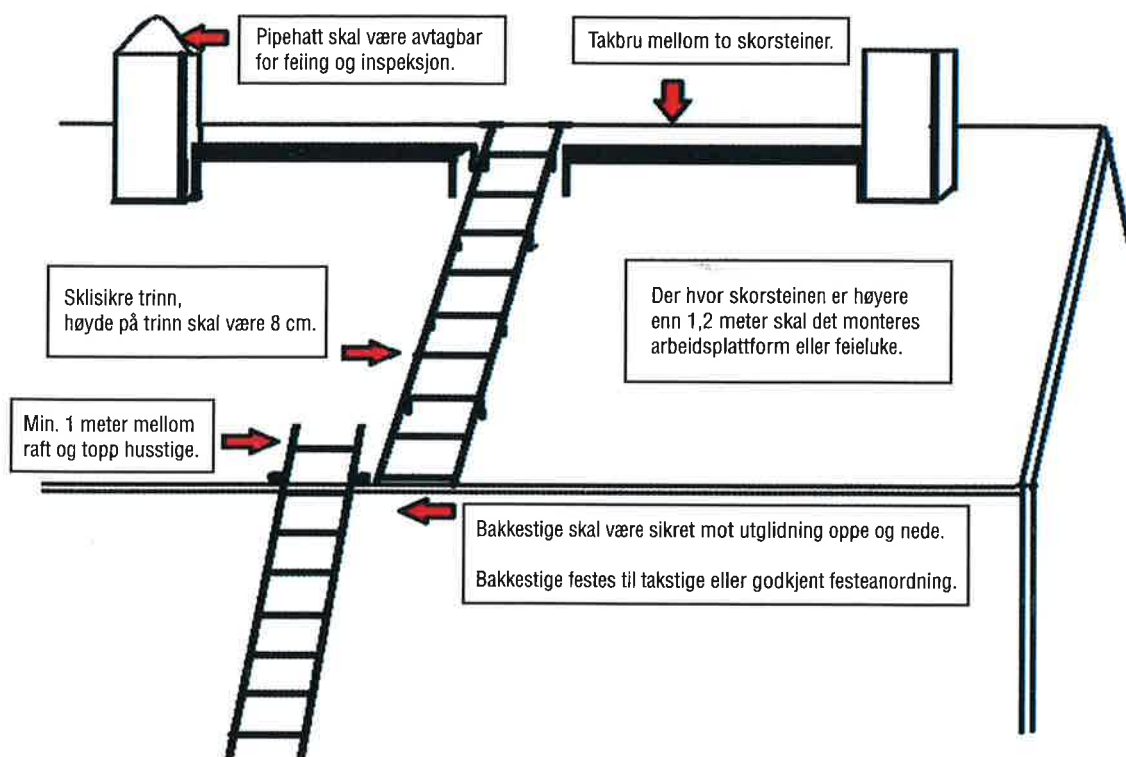 Pipehatt skal være avtagbar
for feiing og inspeksjon.
Takbru mellom to skorsteiner.
Sklisikre trinn,
høyde på trinn skal være 8 cm.
Der hvor skorsteinen er høyere
enn 1,2 meter skal det monteres
arbeidsplattform eller feieluke.
Min. 1 meter mellom
raft og topp husstige.
Bakkestige skal være sikret mot utglidning oppe og nede.
Bakkestige festes til takstige eller godkjent festeanordning.